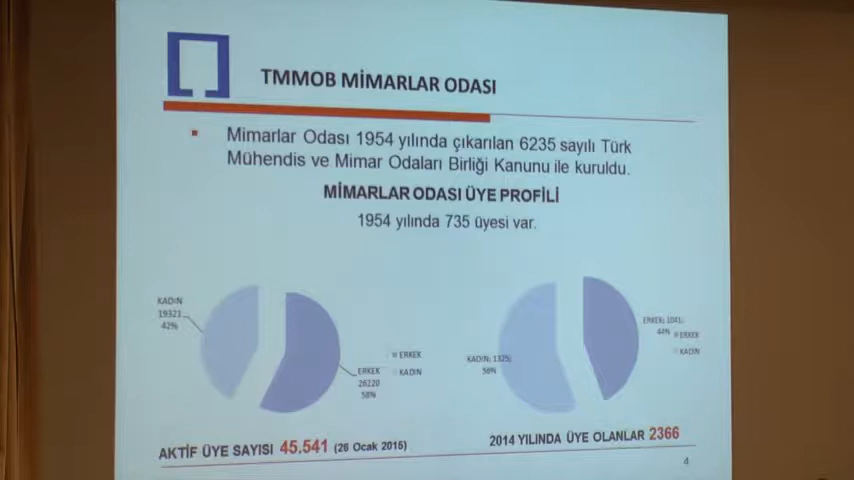 TMMOB MİMARLAR ODASI
▪ Mimarlar Odası 1954 yılında çıkarılan 6235 sayılı Türk
Mühendis ve Mimar Odaları Birliği Kanunu ile kuruldu.
MİMARLAR ODASI ÜYE PROFİLİ
1954 yılında 735 üyesi var.
KADIN
19321
42%
ERKEK
26220
58%
ERKEK
KADIN
AKTİF ÜYE SAYISI 45.541 (26 Ocak 2015)
KADIN; 1325;
56%
ERKEK; 1041;
44%
ERKEK
KADIN
2014 YILINDA ÜYE OLANLAR 2366
4